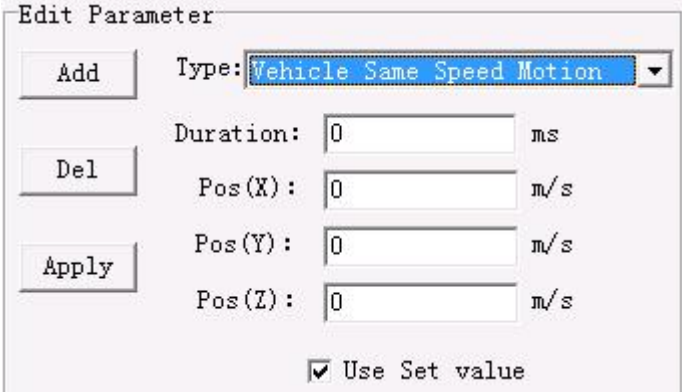 Edit Parameter
Add
Type: Vehicle Same Speed Motion
Duration: 0 ms
Del
Pos(X): 0 m/s
Pos(Y): 0 m/s
Apply
Pos(Z): 0 m/s
Use Set value